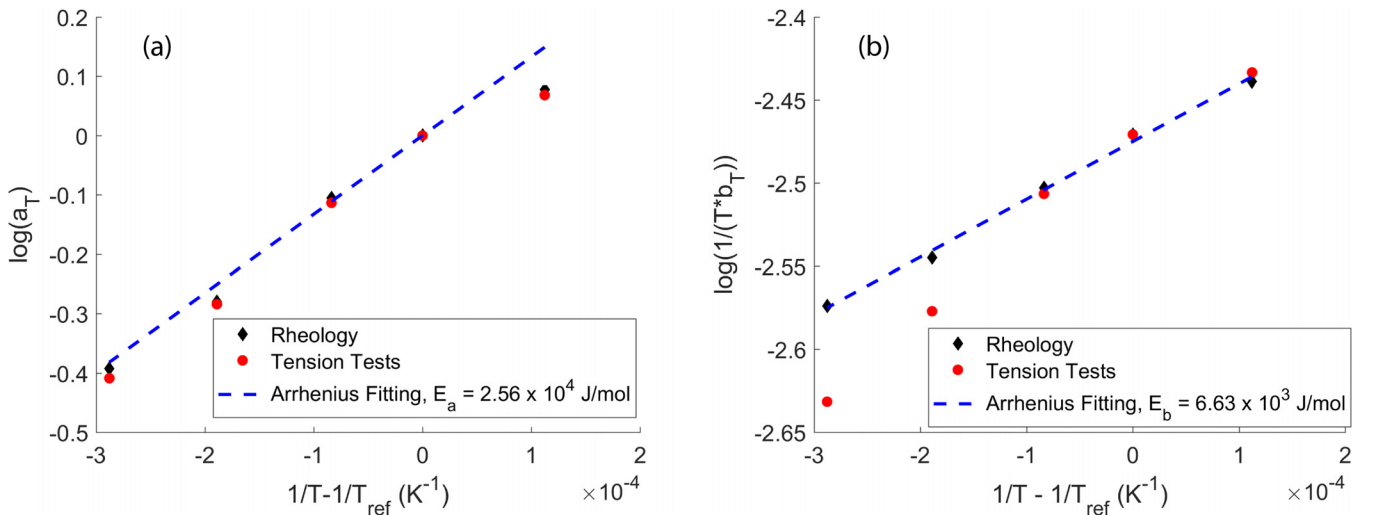 (a)
0.2
0.1
0
-0.1
-0.2
-0.3
-0.4
-0.5
log(a_T)
-3 -2 -1 0 1 2
1/T-1/T_ref (K^-1)
×10^-4
Rheology
Tension Tests
Arrhenius Fitting, E_a = 2.56 x 10^4 J/mol
(b)
-2.4
-2.45
-2.5
-2.55
-2.6
-2.65
log(1/(T*b_T))
-3 -2 -1 0 1 2
1/T - 1/T_ref (K^-1)
×10^-4
Rheology
Tension Tests
Arrhenius Fitting, E_b = 6.63 x 10^3 J/mol